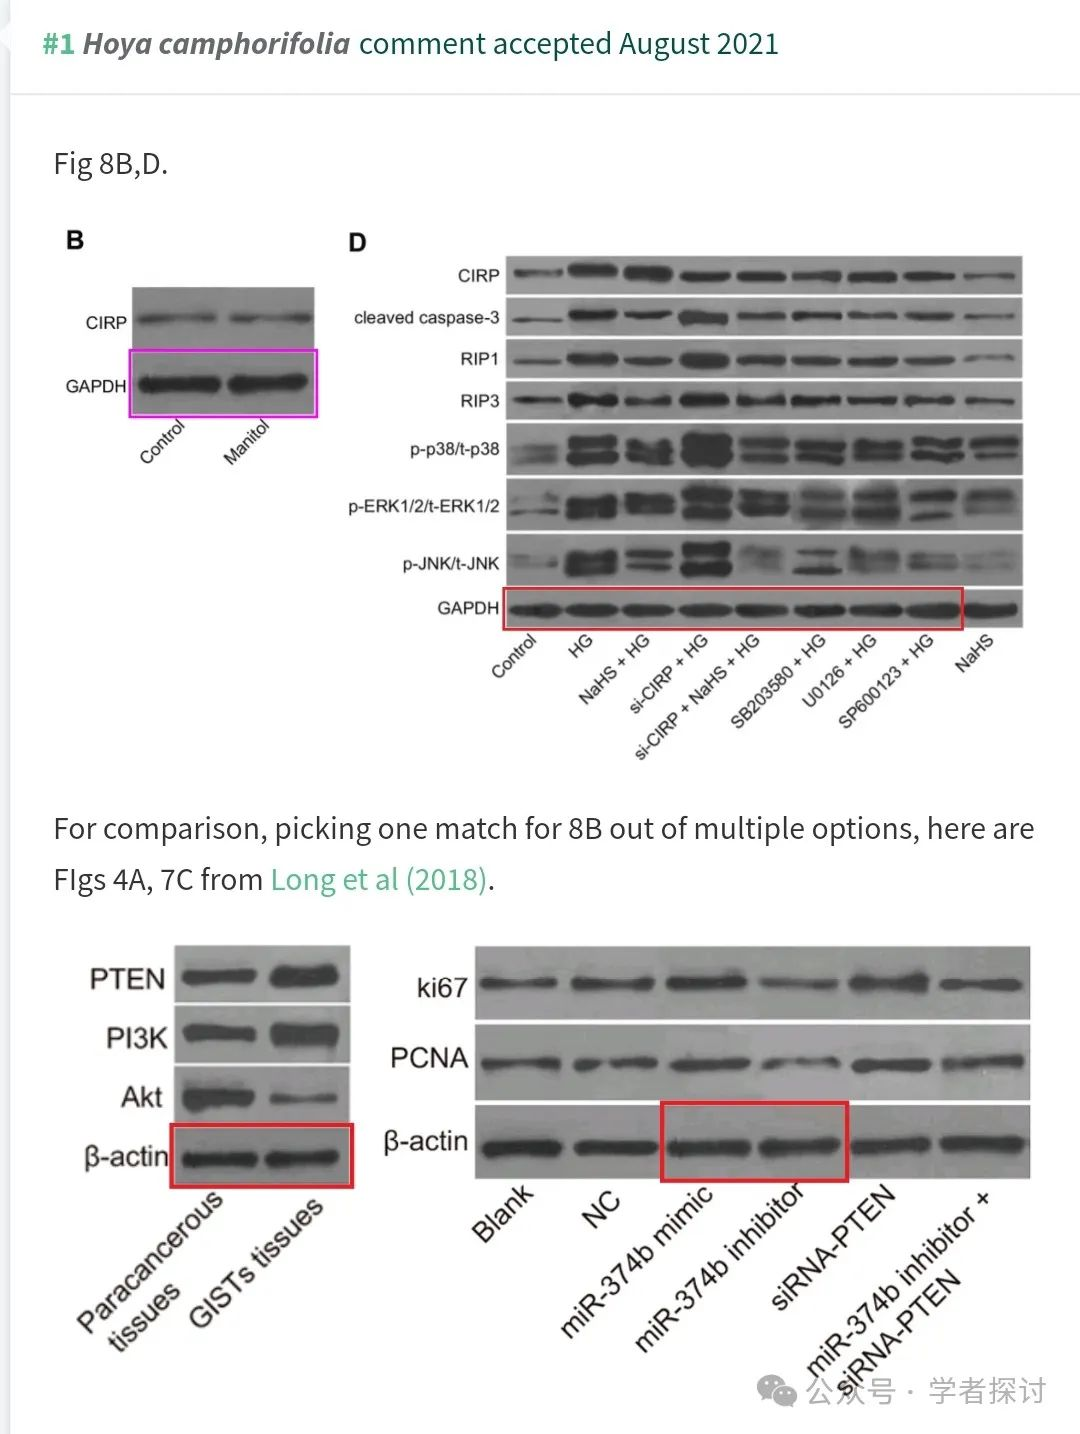 #1 Hoya camphorifolia comment accepted August 2021
Fig 8B,D.
B
CIRP
GAPDH
Control
Manitol
D
CIRP
cleaved caspase-3
RIP1
RIP3
p-p38/t-p38
p-ERK1/2/t-ERK1/2
p-JNK/t-JNK
GAPDH
Control
HG
NaHS + HG
si-CIRP + HG
si-CIRP + NaHS + HG
SB203580 + HG
U0126 + HG
SP600123 + HG
NaHS
For comparison, picking one match for 8B out of multiple options, here are
FIgs 4A, 7C from Long et al (2018).
PTEN
PI3K
Akt
β-actin
Paracancerous
tissues
GISTs tissues
ki67
PCNA
β-actin
Blank
NC
miR-374b mimic
miR-374b inhibitor
siRNA-PTEN
miR-374b inhibitor +
siRNA-PTEN
公众号 · 学者探讨